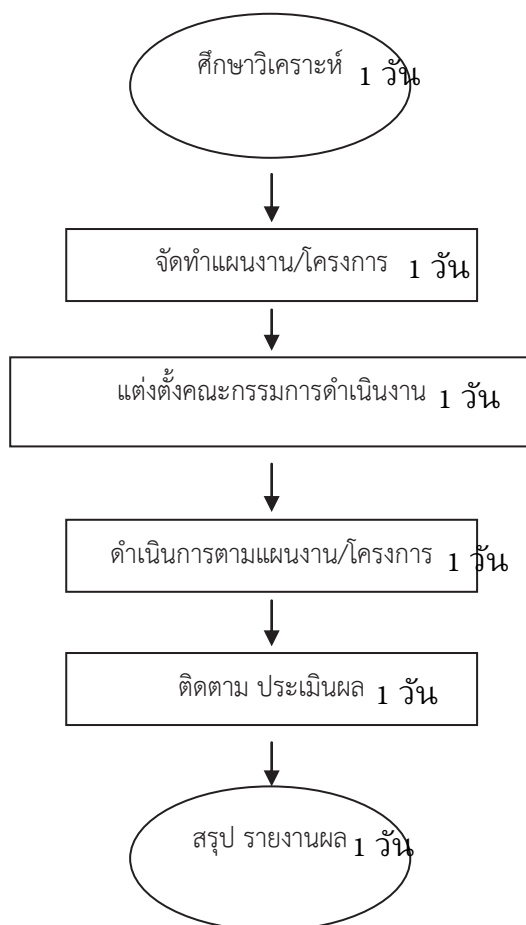 ศึกษาวิเคราะห์ 1 วัน
จัดทำแผนงาน/โครงการ 1 วัน
แต่งตั้งคณะกรรมการดำเนินงาน 1 วัน
ดำเนินการตามแผนงาน/โครงการ 1 วัน
ติดตาม ประเมินผล 1 วัน
สรุป รายงานผล 1 วัน